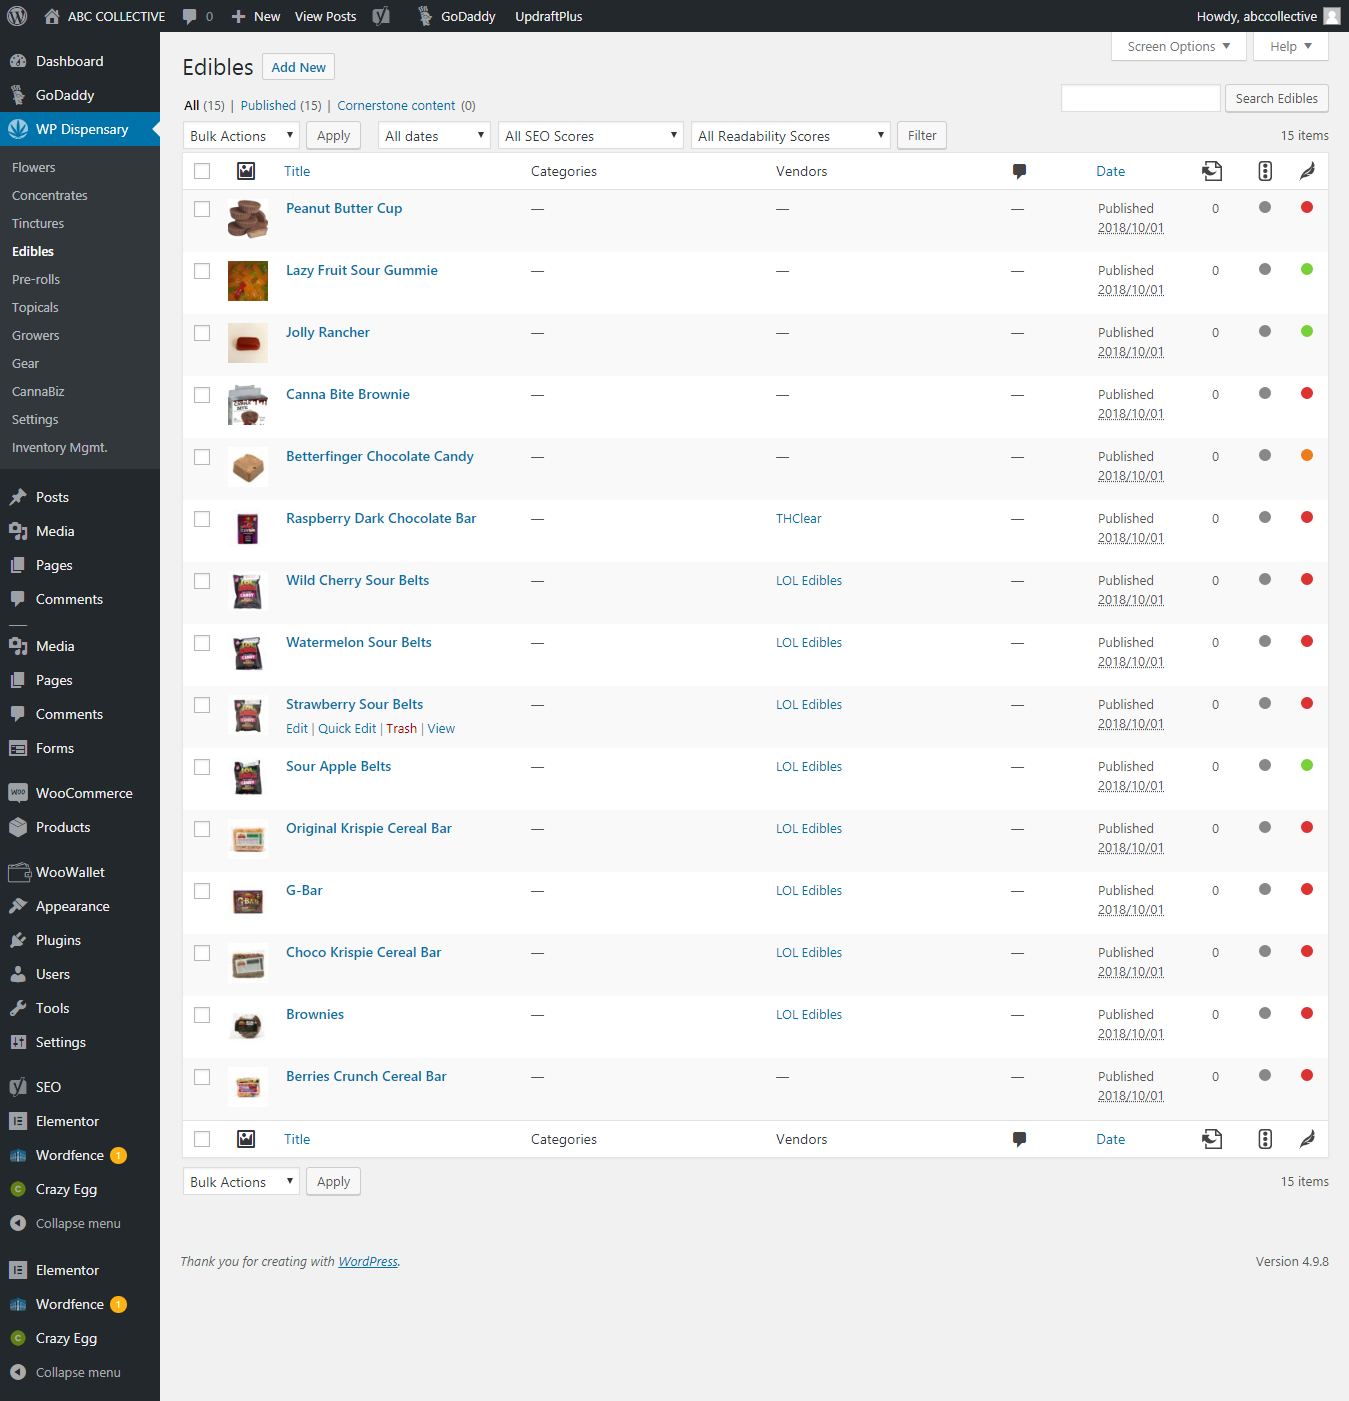 ABC COLLECTIVE 0 New View Posts GoDaddy UpdraftPlus Howdy, abccollective
Dashboard
GoDaddy
WP Dispensary
Flowers
Concentrates
Tinctures
Edibles
Pre-rolls
Topicals
Growers
Gear
CannaBiz
Settings
Inventory Mgmt.
Posts
Media
Pages
Comments
Media
Pages
Comments
Forms
WooCommerce
Products
WooWallet
Appearance
Plugins
Users
Tools
Settings
SEO
Elementor
Wordfence 1
Crazy Egg
Collapse menu
Elementor
Wordfence 1
Crazy Egg
Collapse menu
Screen Options ▼ Help ▼
Edibles Add New
All (15) | Published (15) | Cornerstone content (0)
Search Edibles
Bulk Actions Apply All dates All SEO Scores All Readability Scores Filter 15 items
Title Categories Vendors Date
Peanut Butter Cup — — — Published 0
2018/10/01
Lazy Fruit Sour Gummie — — — Published 0
2018/10/01
Jolly Rancher — — — Published 0
2018/10/01
Canna Bite Brownie — — — Published 0
2018/10/01
Betterfinger Chocolate Candy — — — Published 0
2018/10/01
Raspberry Dark Chocolate Bar — THClear — Published 0
2018/10/01
Wild Cherry Sour Belts — LOL Edibles — Published 0
2018/10/01
Watermelon Sour Belts — LOL Edibles — Published 0
2018/10/01
Strawberry Sour Belts — LOL Edibles — Published 0
Edit | Quick Edit | Trash | View 2018/10/01
Sour Apple Belts — LOL Edibles — Published 0
2018/10/01
Original Krispie Cereal Bar — LOL Edibles — Published 0
2018/10/01
G-Bar — LOL Edibles — Published 0
2018/10/01
Choco Krispie Cereal Bar — LOL Edibles — Published 0
2018/10/01
Brownies — LOL Edibles — Published 0
2018/10/01
Berries Crunch Cereal Bar — — — Published 0
2018/10/01
Title Categories Vendors Date
Bulk Actions Apply 15 items
Thank you for creating with WordPress. Version 4.9.8